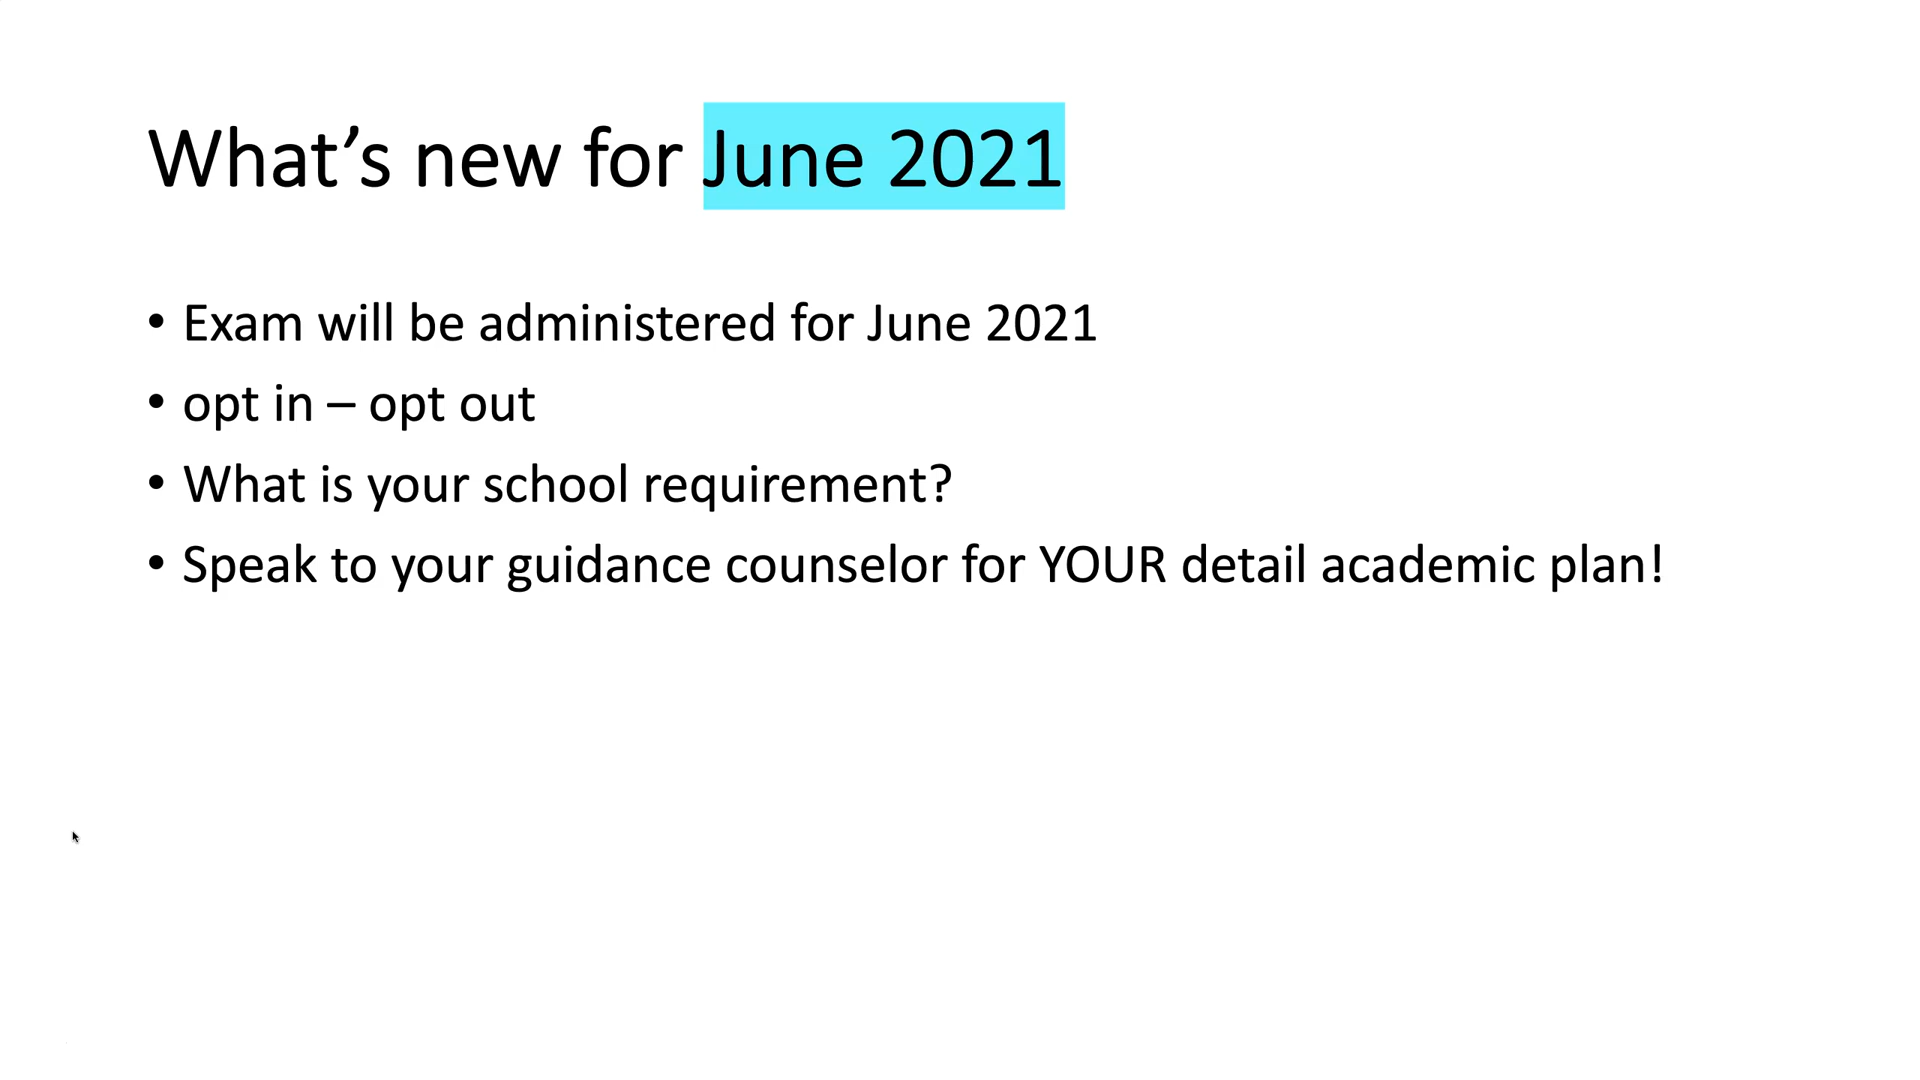 What’s new for June 2021
• Exam will be administered for June 2021
• opt in – opt out
• What is your school requirement?
• Speak to your guidance counselor for YOUR detail academic plan!